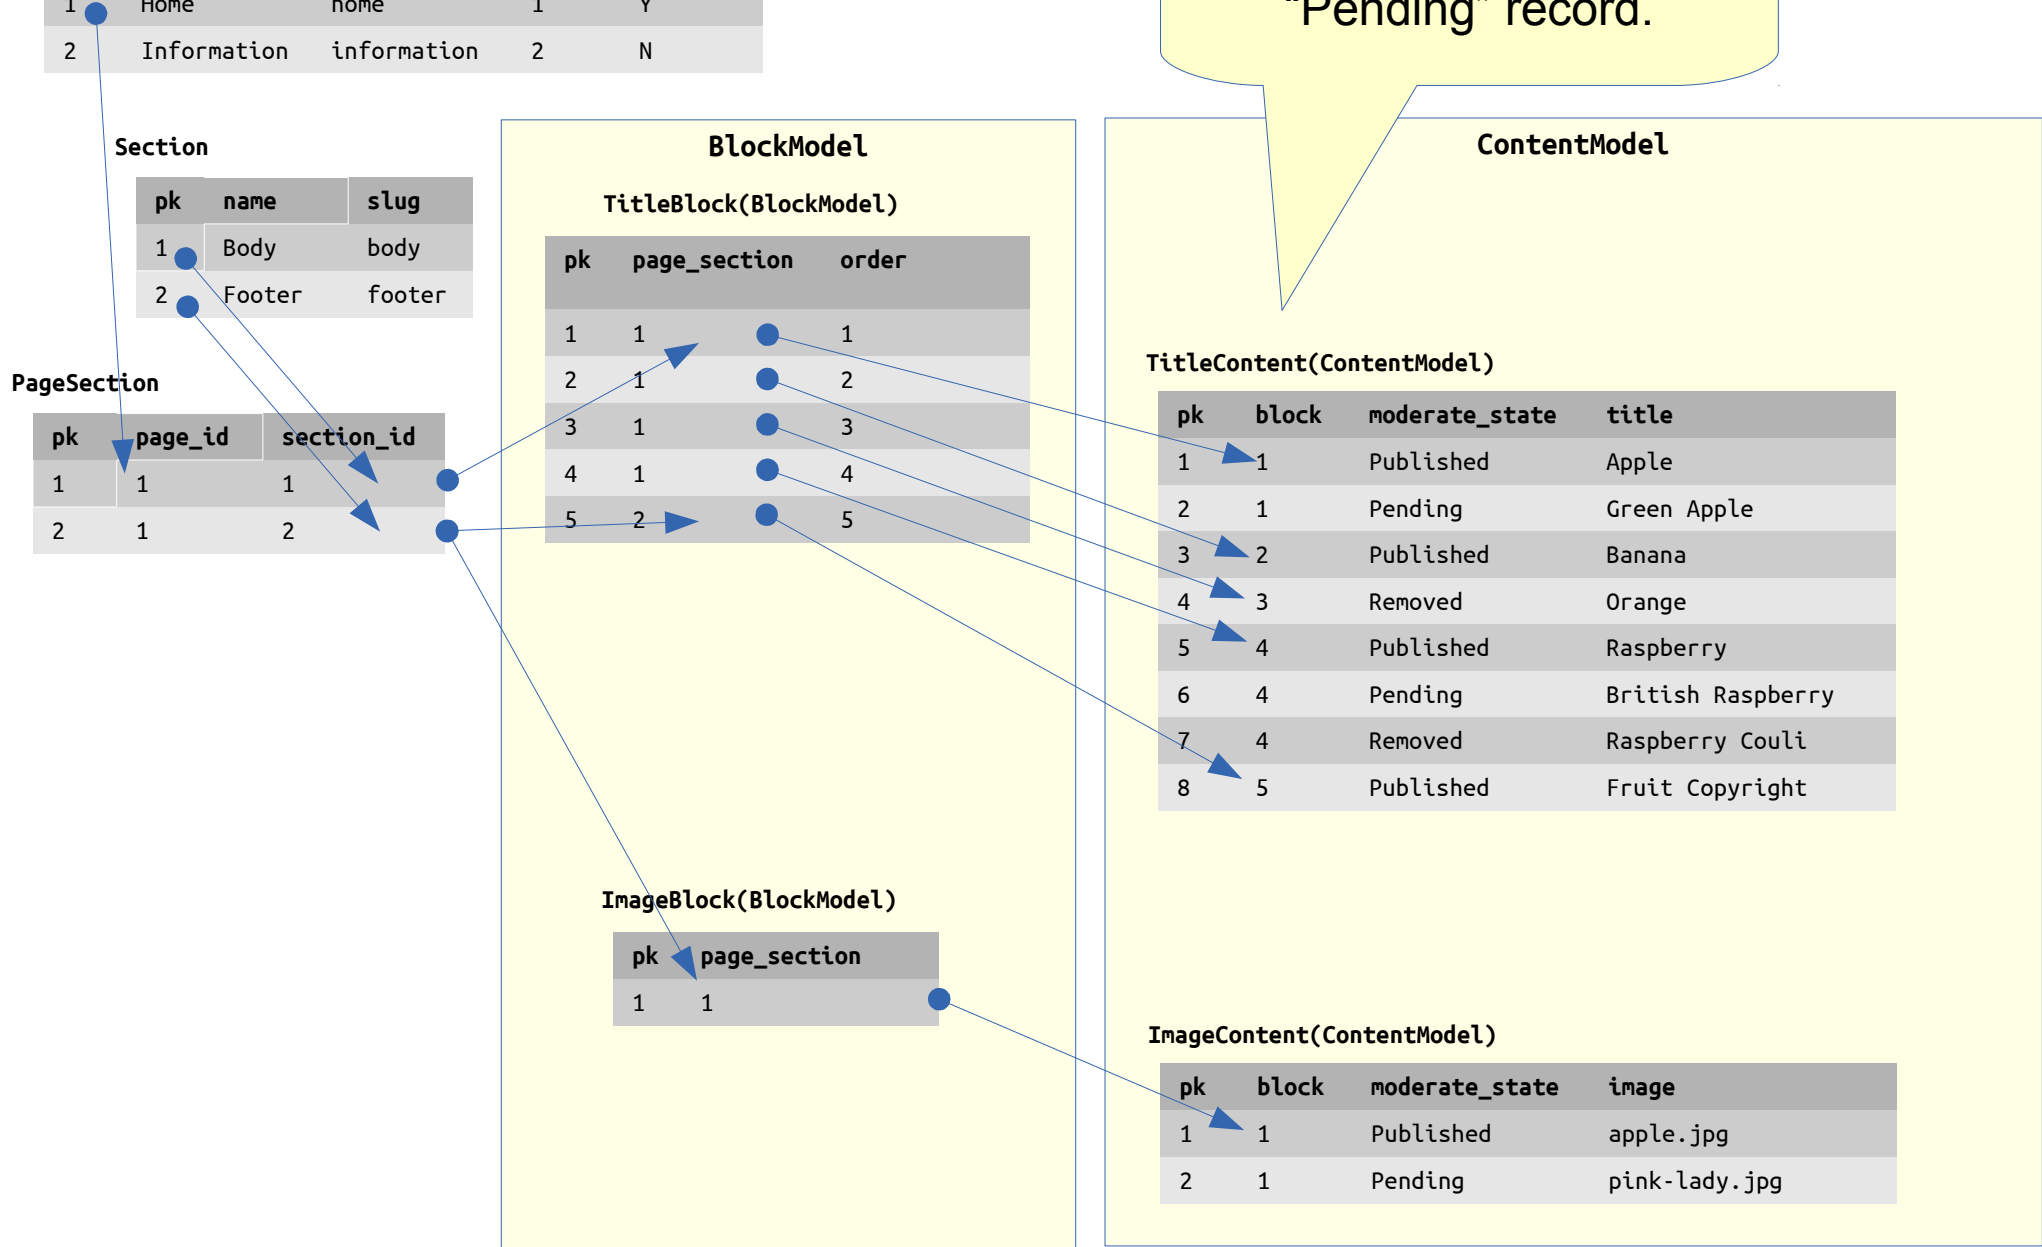 1 Home home 1 Y
2 Information information 2 N
"Pending" record.
Section
pk name slug
1 Body body
2 Footer footer
PageSection
pk page_id section_id
1 1 1
2 1 2
BlockModel
TitleBlock(BlockModel)
pk page_section order
1 1 1
2 1 2
3 1 3
4 1 4
5 2 5
ImageBlock(BlockModel)
pk page_section
1 1
ContentModel
TitleContent(ContentModel)
pk block moderate_state title
1 1 Published Apple
2 1 Pending Green Apple
3 2 Published Banana
4 3 Removed Orange
5 4 Published Raspberry
6 4 Pending British Raspberry
7 4 Removed Raspberry Couli
8 5 Published Fruit Copyright
ImageContent(ContentModel)
pk block moderate_state image
1 1 Published apple.jpg
2 1 Pending pink-lady.jpg